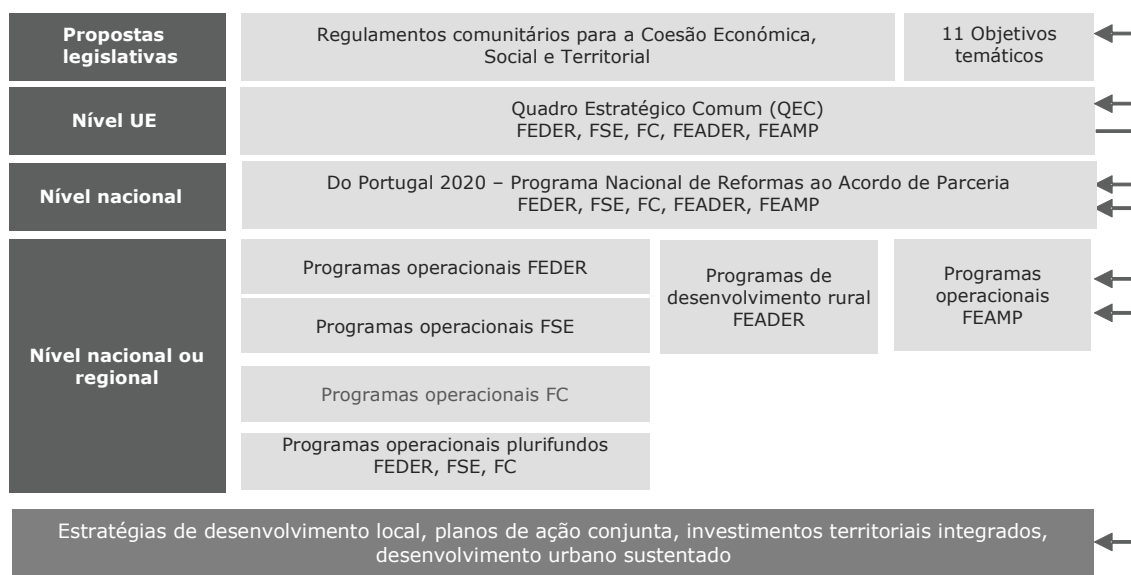 Propostas
legislativas
Regulamentos comunitários para a Coesão Económica,
Social e Territorial
11 Objetivos
temáticos
Nível UE
Quadro Estratégico Comum (QEC)
FEDER, FSE, FC, FEADER, FEAMP
Nível nacional
Do Portugal 2020 – Programa Nacional de Reformas ao Acordo de Parceria
FEDER, FSE, FC, FEADER, FEAMP
Nível nacional ou
regional
Programas operacionais FEDER
Programas operacionais FSE
Programas operacionais FC
Programas operacionais plurifundos
FEDER, FSE, FC
Programas de
desenvolvimento rural
FEADER
Programas
operacionais
FEAMP
Estratégias de desenvolvimento local, planos de ação conjunta, investimentos territoriais integrados,
desenvolvimento urbano sustentado